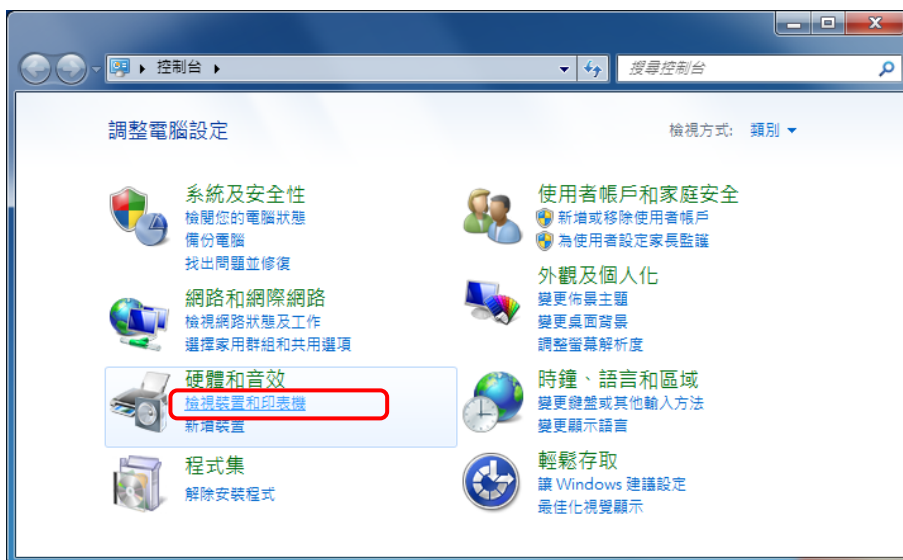 控制台
搜尋控制台
調整電腦設定
檢視方式: 類別
系統及安全性
檢閱您的電腦狀態
備份電腦
找出問題並修復
網路和網際網路
檢視網路狀態及工作
選擇家用群組和共用選項
硬體和音效
檢視裝置和印表機
新增裝置
程式集
解除安裝程式
使用者帳戶和家庭安全
新增或移除使用者帳戶
為使用者設定家長監護
外觀及個人化
變更佈景主題
變更桌面背景
調整螢幕解析度
時鐘、語言和區域
變更鍵盤或其他輸入方法
變更顯示語言
輕鬆存取
讓 Windows 建議設定
最佳化視覺顯示